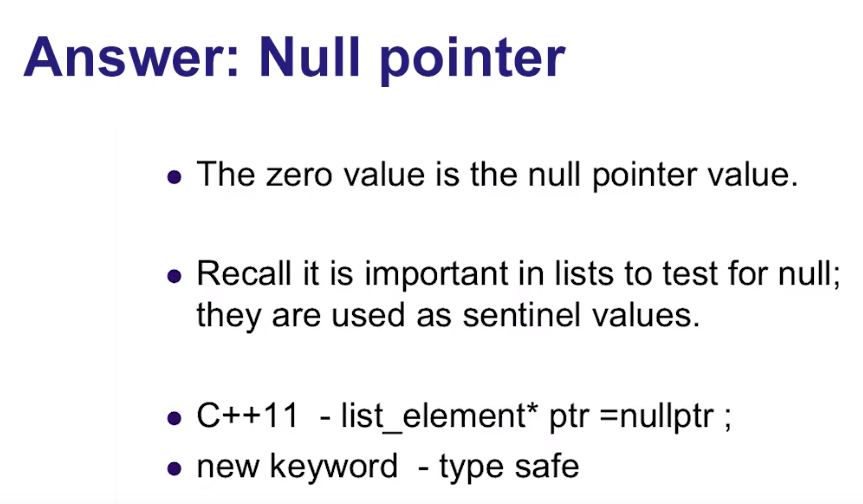 Answer: Null pointer
● The zero value is the null pointer value.
● Recall it is important in lists to test for null;
they are used as sentinel values.
● C++11 - list_element* ptr =nullptr ;
● new keyword - type safe